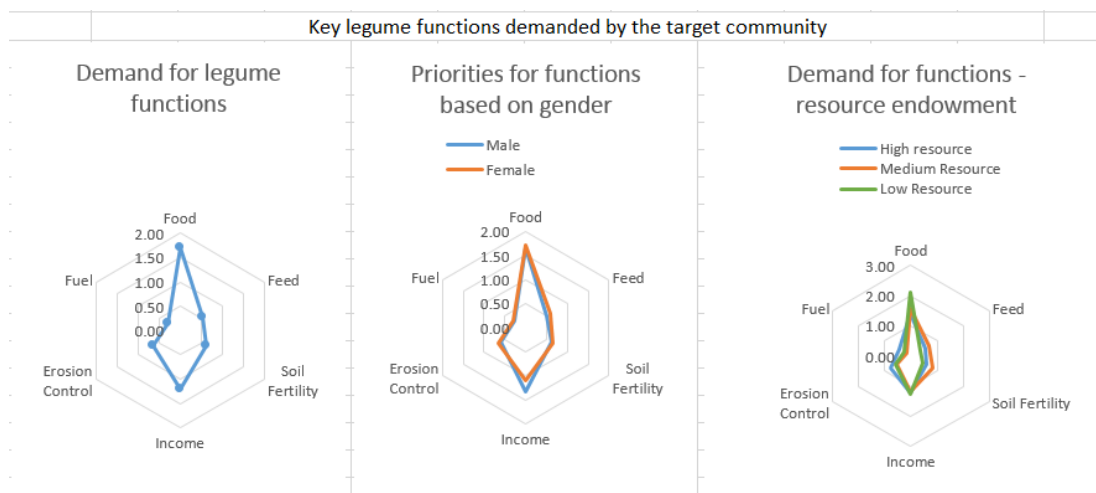 Key legume functions demanded by the target community
Demand for legume
functions
Food
2.00
1.50
1.00
0.50
0.00
Fuel
Feed
Erosion
Control
Soil
Fertility
Income
Priorities for functions
based on gender
Male
Female
Food
2.00
1.50
1.00
0.50
0.00
Fuel
Feed
Erosion
Control
Soil
Fertility
Income
Demand for functions -
resource endowment
High resource
Medium Resource
Low Resource
Food
3.00
2.00
1.00
0.00
Fuel
Feed
Erosion
Control
Soil Fertility
Income